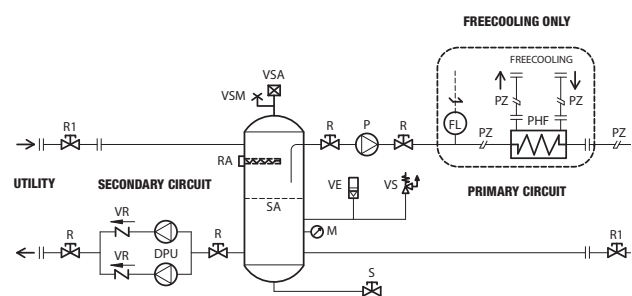 FREECOOLING ONLY
FREECOOLING
VSA
VSM
PZ
PZ
R1
R
P
R
FL
PZ
PHF
PZ
RA
UTILITY
SECONDARY CIRCUIT
SA
VE
VS
PRIMARY CIRCUIT
VR
R
VR
DPU
R
M
R1
S